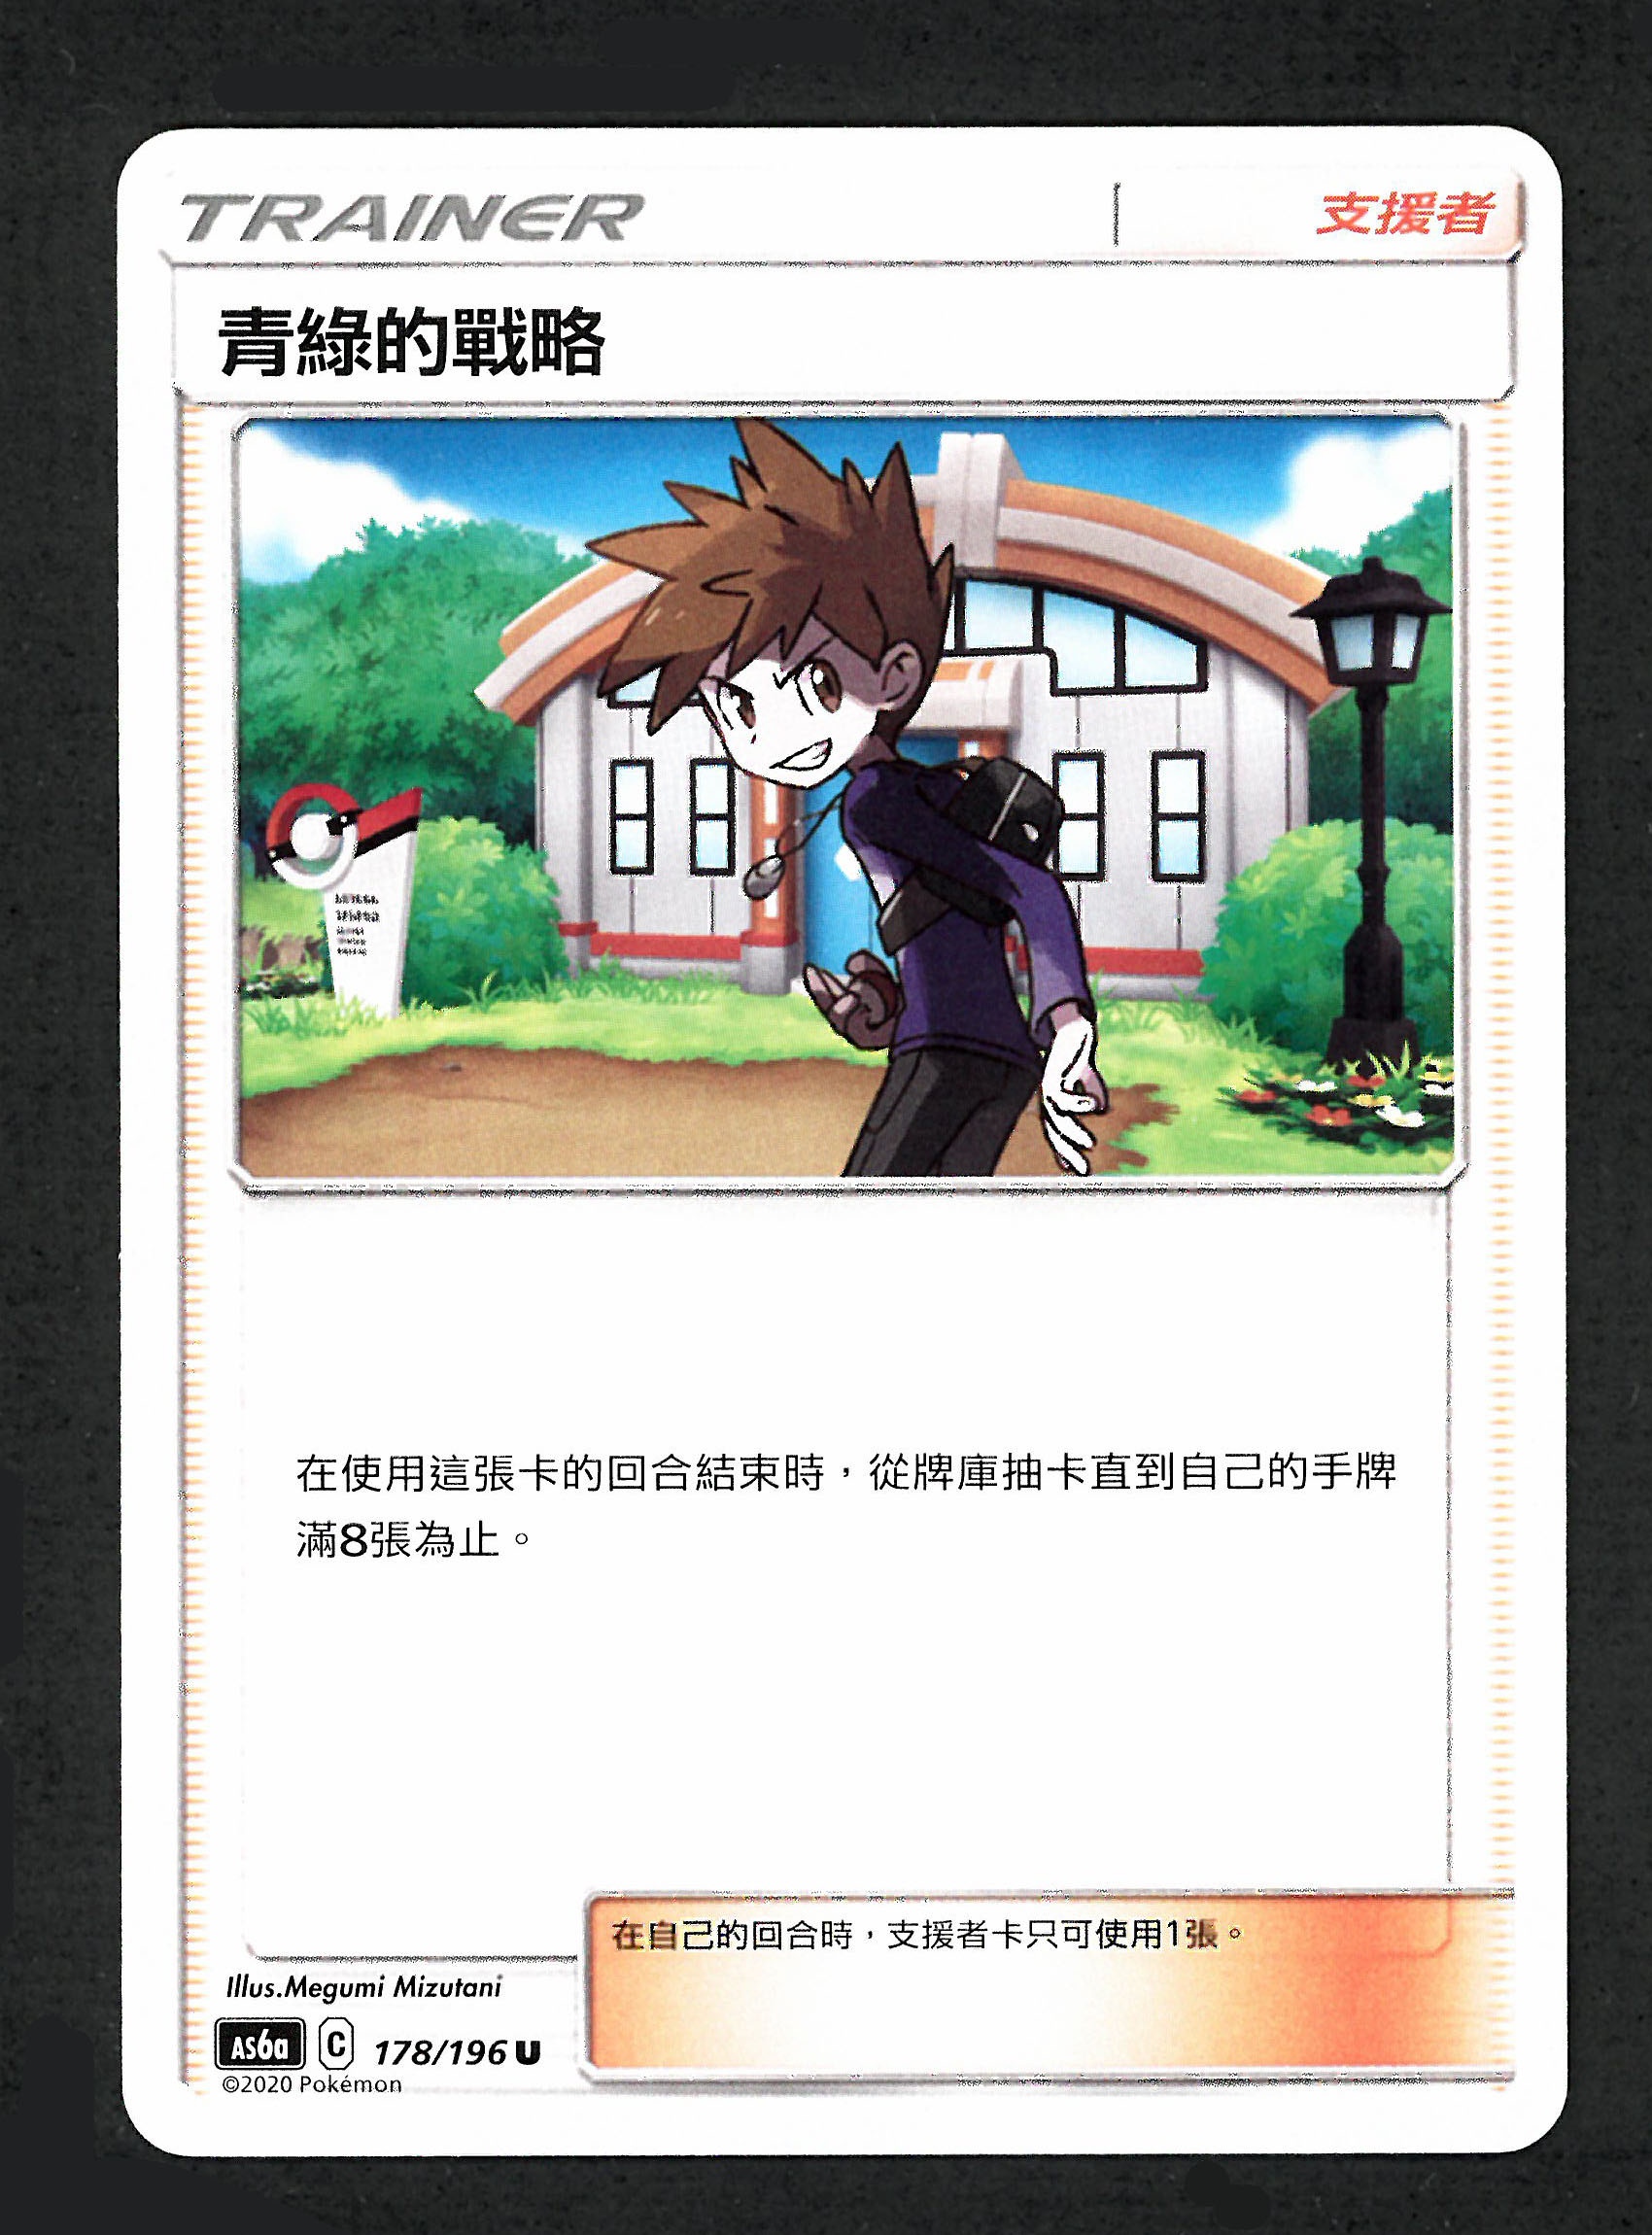 TRAINER
支援者
青綠的戰略
在使用這張卡的回合結束時，從牌庫抽卡直到自己的手牌
滿8張為止。
在自己的回合時，支援者卡只可使用1張。
Illus.Megumi Mizutani
AS6a C 178/196 U
©2020 Pokémon